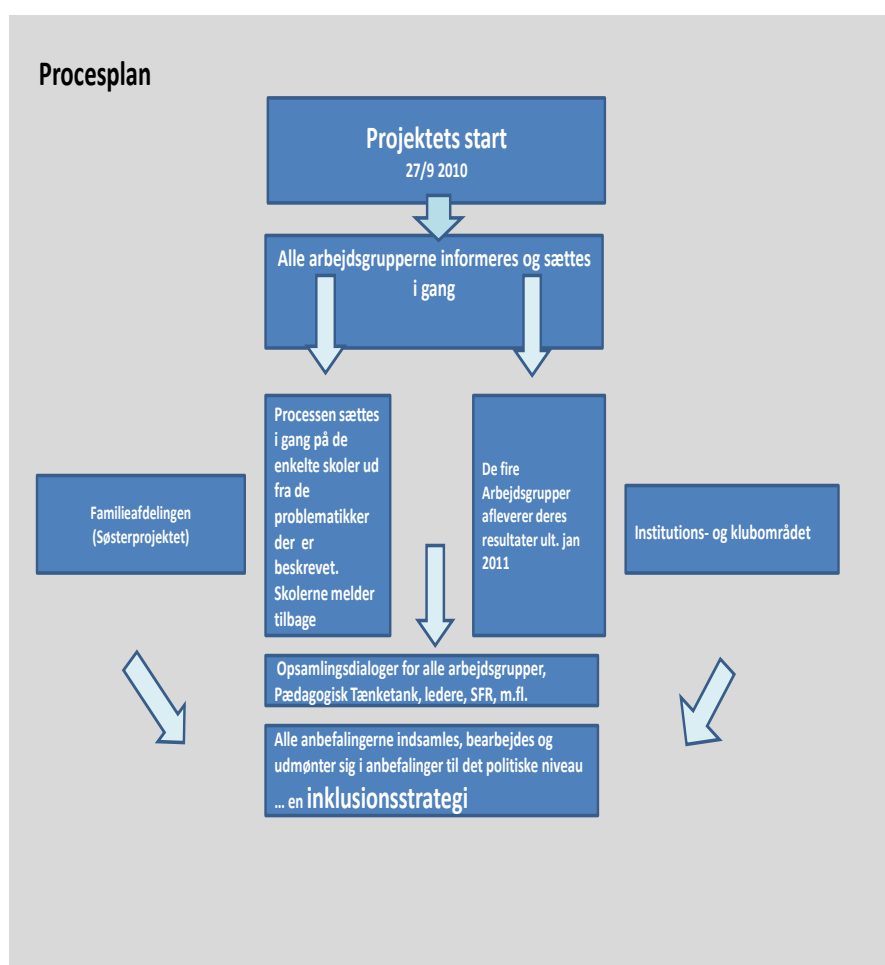 Procesplan
Projektets start
27/9 2010
Alle arbejdsgrupperne informeres og sættes
i gang
Processen sættes
i gang på de
enkelte skoler ud
fra de
problematikker
der er
beskrevet.
Skolerne melder
tilbage
De fire
Arbejdsgrupper
afleverer deres
resultater ult. jan
2011
Familieafdelingen
(Søsterprojektet)
Institutions- og klubområdet
Opsamlingsdialoger for alle arbejdsgrupper,
Pædagogisk Tænketank, ledere, SFR, m.fl.
Alle anbefalingerne indsamles, bearbejdes og
udmønter sig i anbefalinger til det politiske niveau
... en inklusionsstrategi